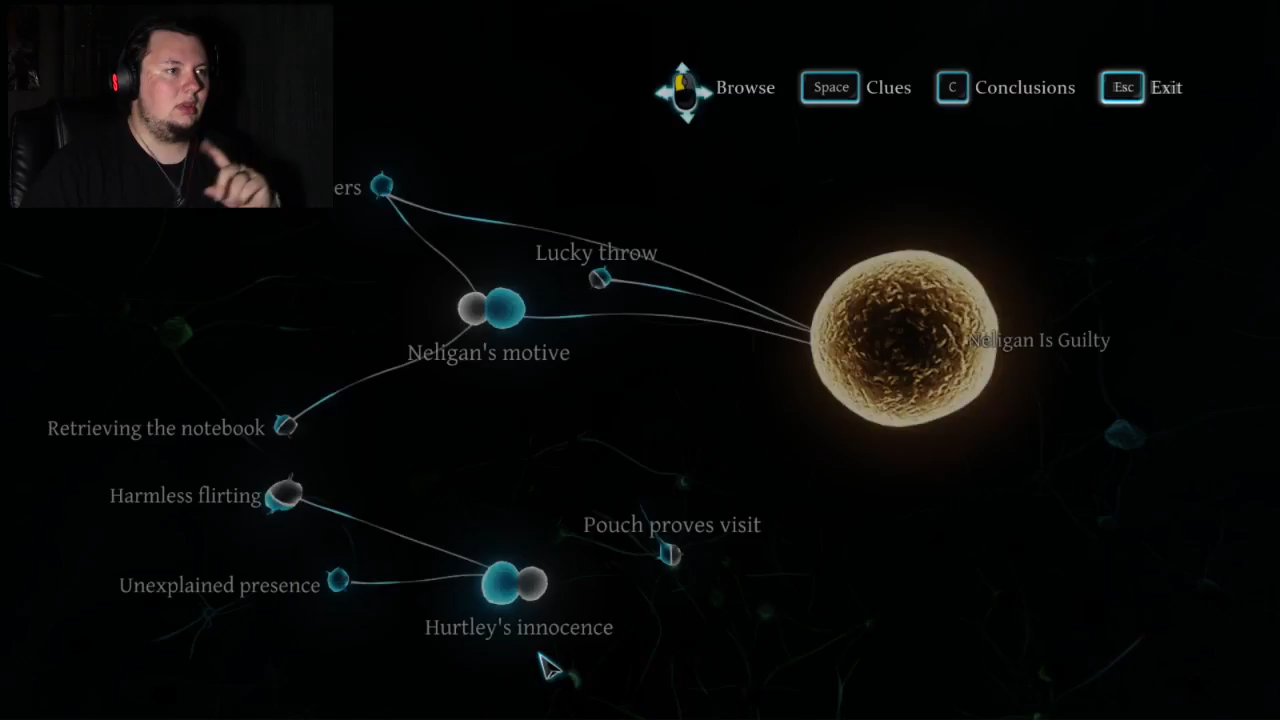 Browse
Space Clues
C Conclusions
Esc Exit
ers
Lucky throw
Neligan's motive
Neligan Is Guilty
Retrieving the notebook
Harmless flirting
Pouch proves visit
Unexplained presence
Hurtley's innocence